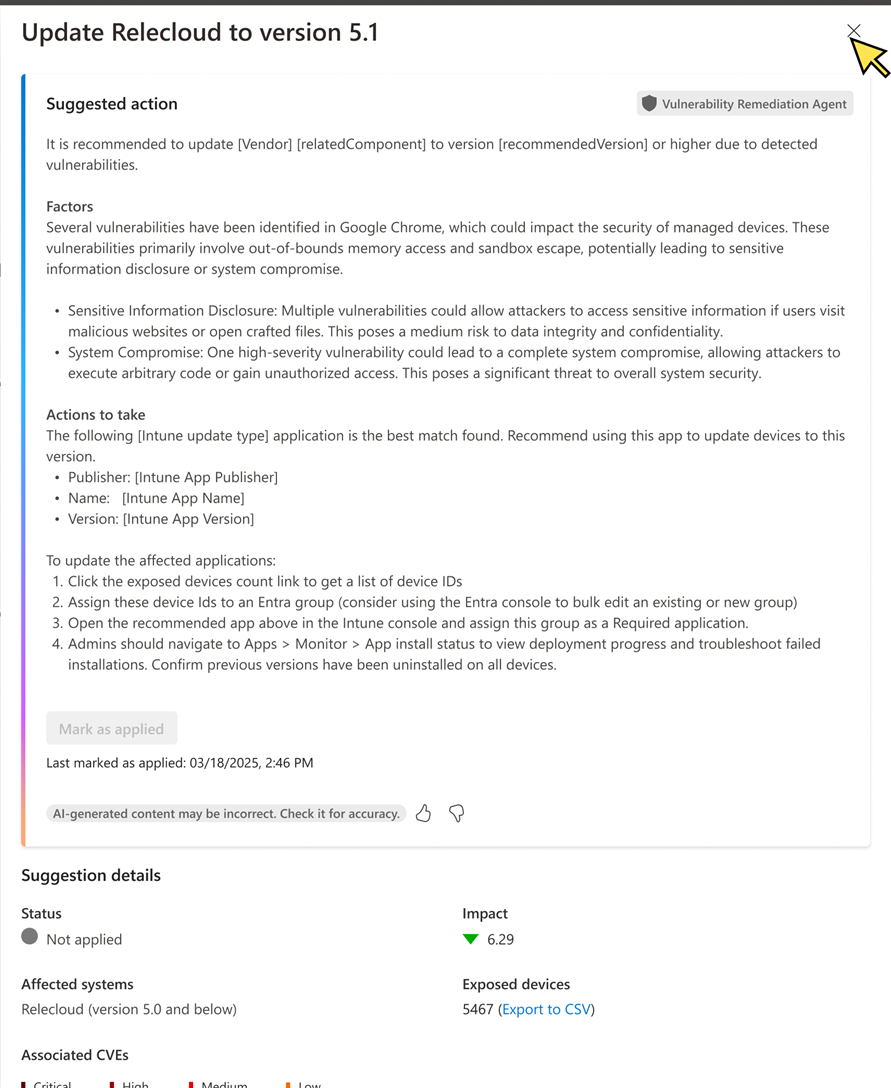 Update Relecloud to version 5.1
Suggested action
Vulnerability Remediation Agent
It is recommended to update [Vendor] [relatedComponent] to version [recommendedVersion] or higher due to detected
vulnerabilities.
Factors
Several vulnerabilities have been identified in Google Chrome, which could impact the security of managed devices. These
vulnerabilities primarily involve out-of-bounds memory access and sandbox escape, potentially leading to sensitive
information disclosure or system compromise.
• Sensitive Information Disclosure: Multiple vulnerabilities could allow attackers to access sensitive information if users visit
malicious websites or open crafted files. This poses a medium risk to data integrity and confidentiality.
• System Compromise: One high-severity vulnerability could lead to a complete system compromise, allowing attackers to
execute arbitrary code or gain unauthorized access. This poses a significant threat to overall system security.
Actions to take
The following [Intune update type] application is the best match found. Recommend using this app to update devices to this
version.
• Publisher: [Intune App Publisher]
• Name: [Intune App Name]
• Version: [Intune App Version]
To update the affected applications:
1. Click the exposed devices count link to get a list of device IDs
2. Assign these device Ids to an Entra group (consider using the Entra console to bulk edit an existing or new group)
3. Open the recommended app above in the Intune console and assign this group as a Required application.
4. Admins should navigate to Apps > Monitor > App install status to view deployment progress and troubleshoot failed
installations. Confirm previous versions have been uninstalled on all devices.
Mark as applied
Last marked as applied: 03/18/2025, 2:46 PM
AI-generated content may be incorrect. Check it for accuracy.
Suggestion details
Status
Not applied
Impact
6.29
Affected systems
Relecloud (version 5.0 and below)
Exposed devices
5467 (Export to CSV)
Associated CVEs
Critical High Medium Low